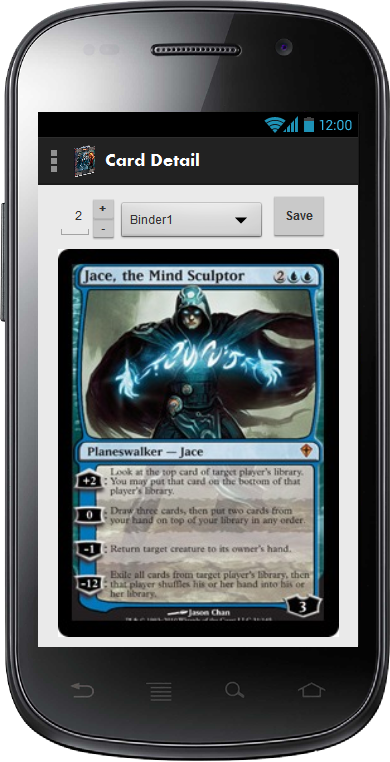 12:00
Card Detail
2
+
-
Binder1
Save
Jace, the Mind Sculptor 2
Planeswalker — Jace
+2 : Look at the top card of target player's library.
You may put that card on the bottom of that
player's library.
0 : Draw three cards, then put two cards from
your hand on top of your library in any order.
-1 : Return target creature to its owner's hand.
-12 : Exile all cards from target player's library, then
that player shuffles his or her hand into his or
her library.
3
Jason Chan